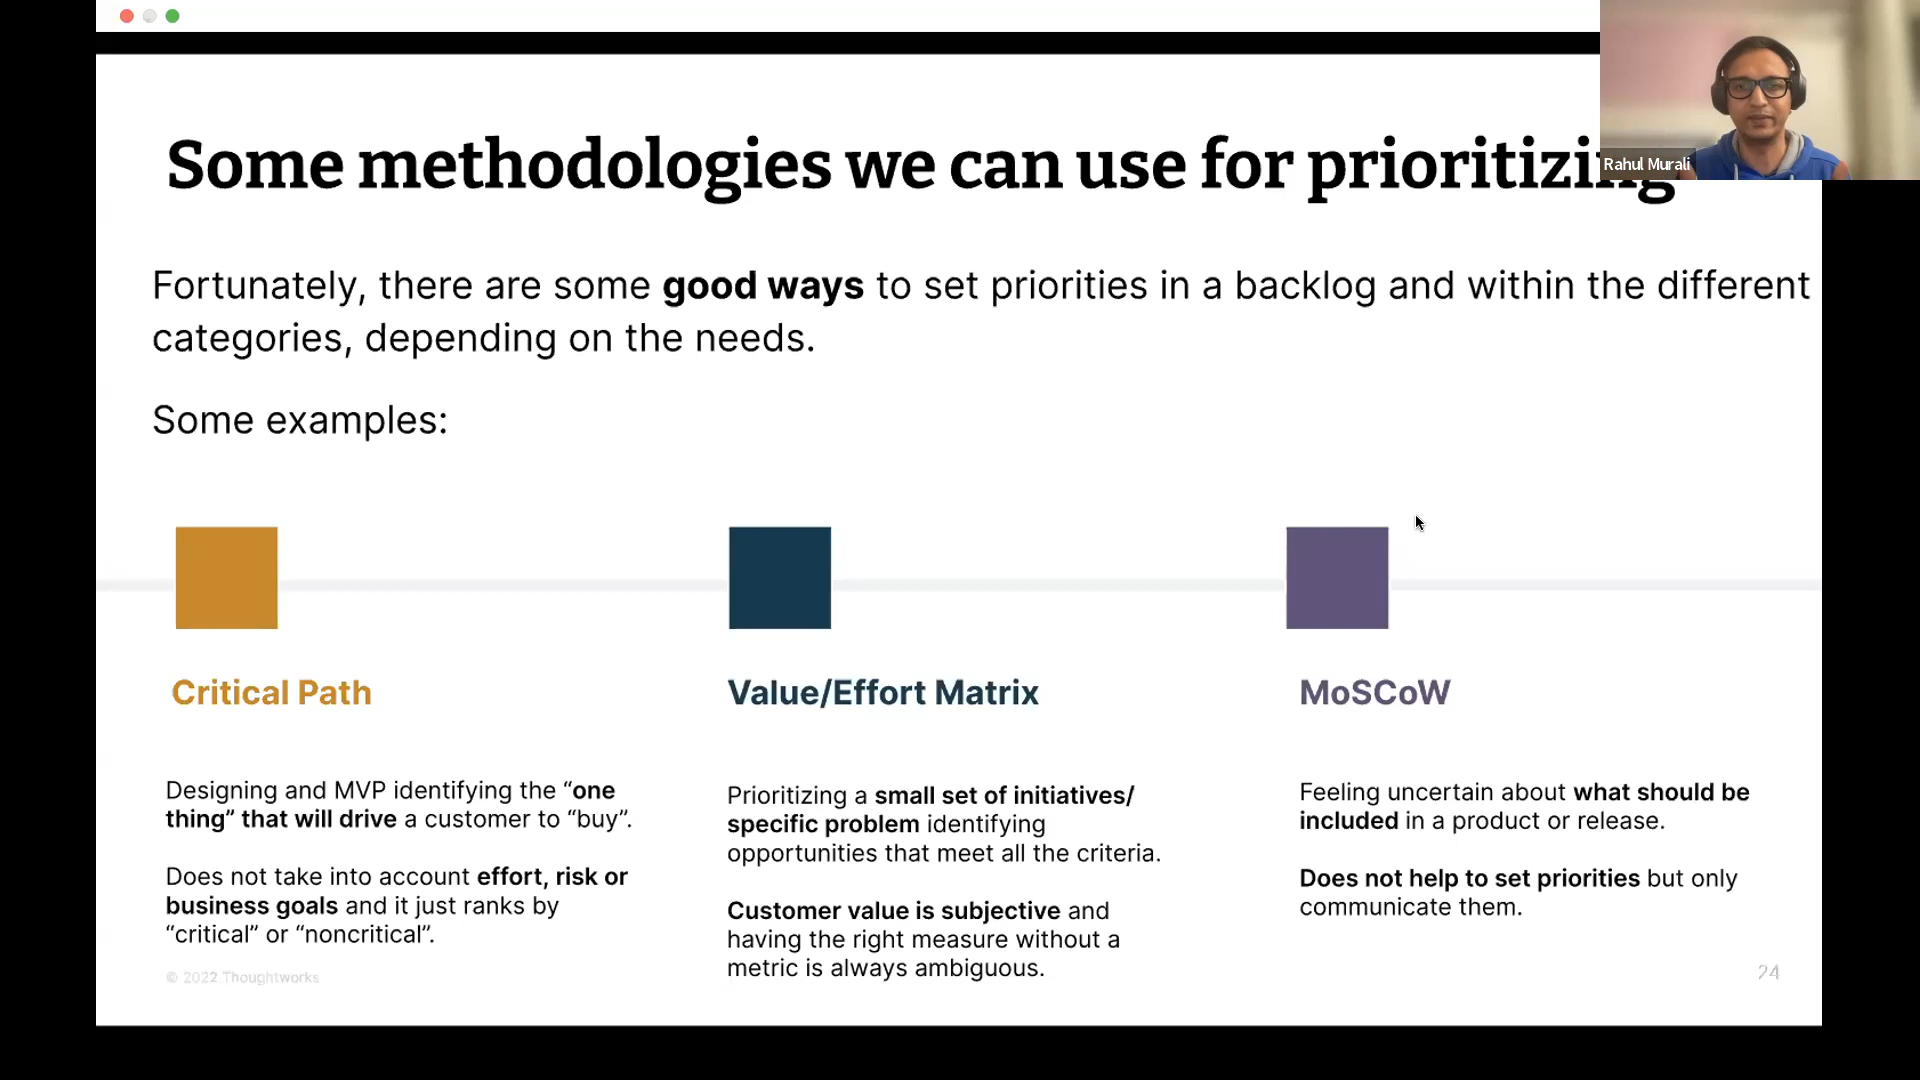 Some methodologies we can use for prioritizing
Rahul Murali
Fortunately, there are some good ways to set priorities in a backlog and within the different
categories, depending on the needs.
Some examples:
Critical Path
Designing and MVP identifying the “one
thing” that will drive a customer to “buy”.
Does not take into account effort, risk or
business goals and it just ranks by
“critical” or “noncritical”.
Value/Effort Matrix
Prioritizing a small set of initiatives/
specific problem identifying
opportunities that meet all the criteria.
Customer value is subjective and
having the right measure without a
metric is always ambiguous.
MoSCoW
Feeling uncertain about what should be
included in a product or release.
Does not help to set priorities but only
communicate them.
© 2022 Thoughtworks
24